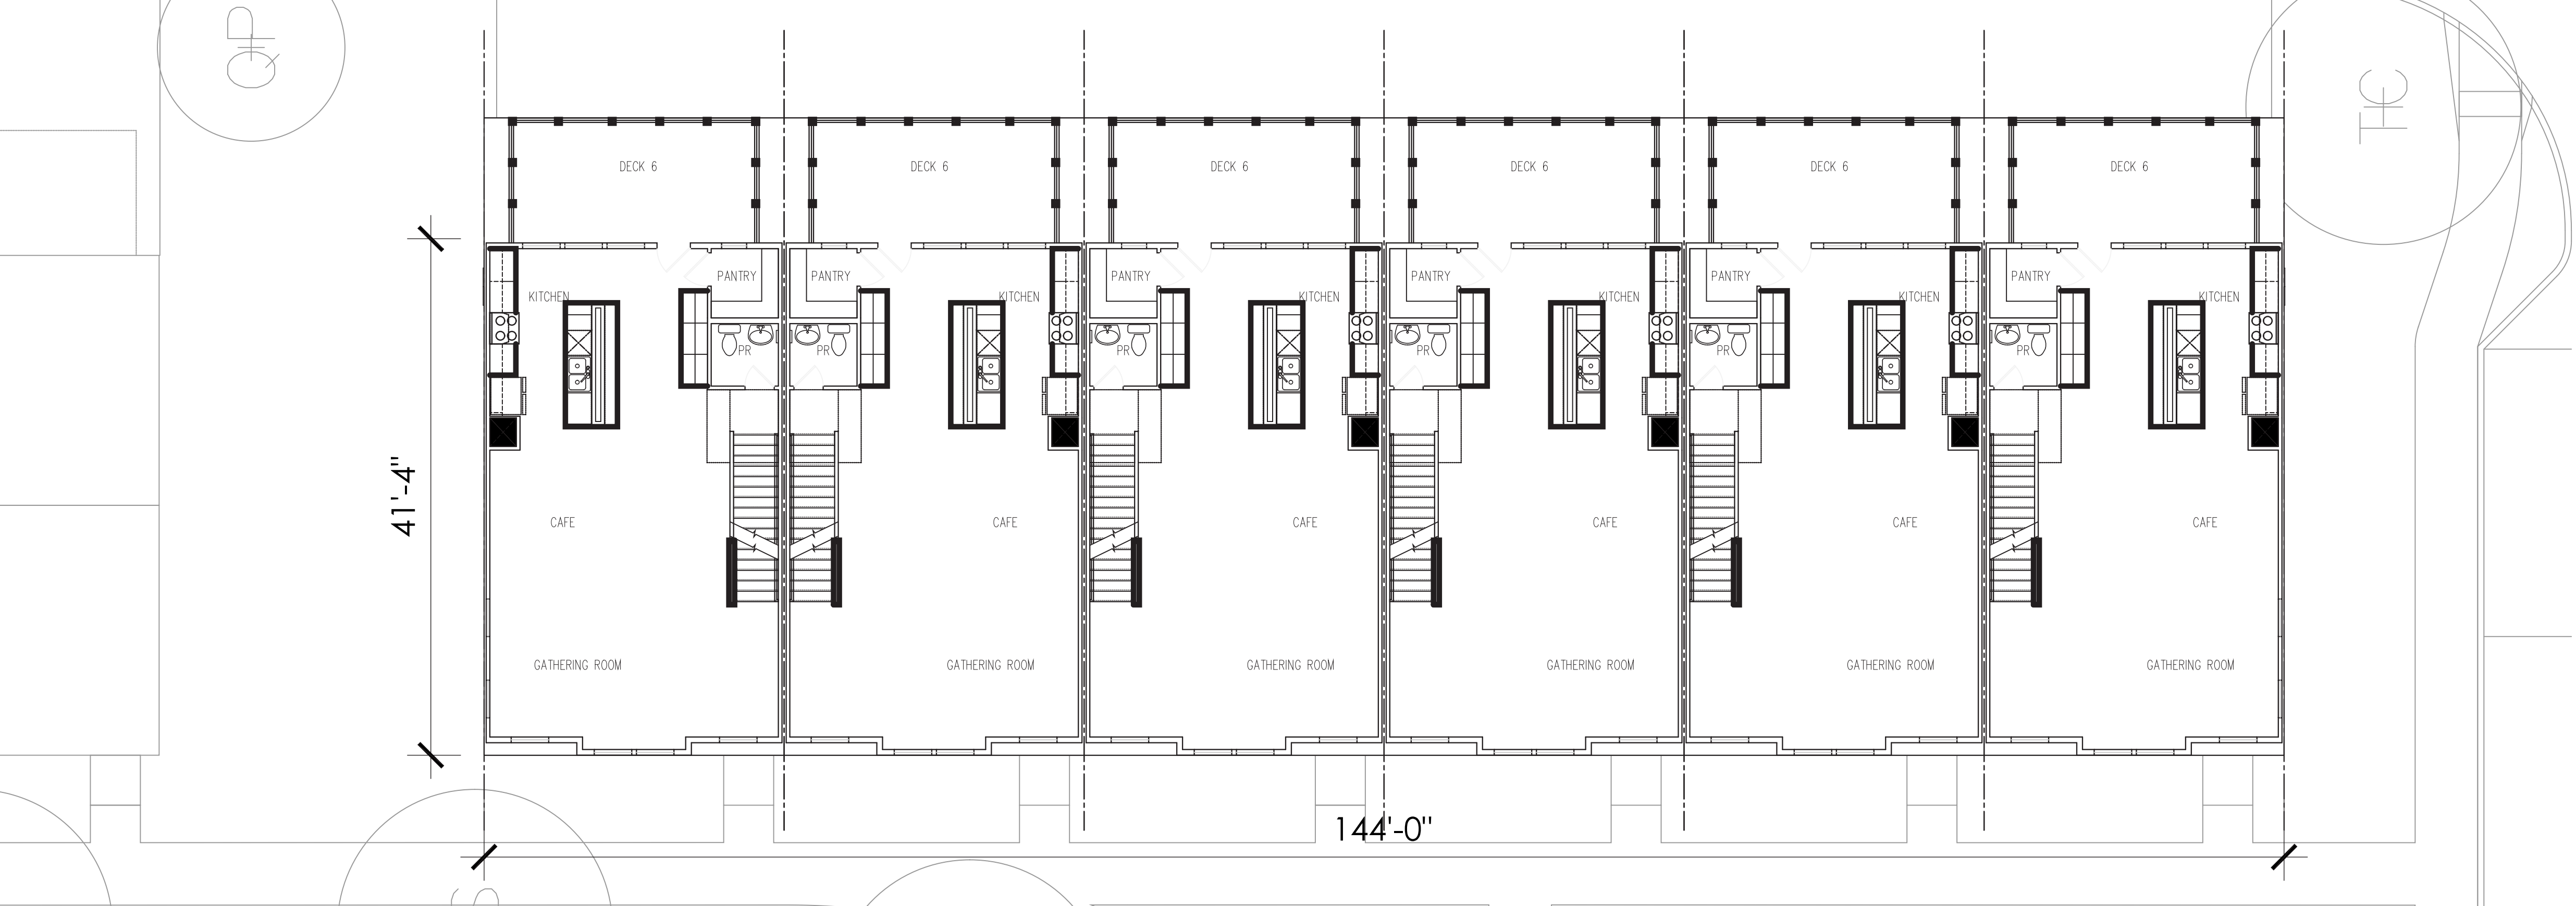 QP
TC
DECK 6
DECK 6
DECK 6
DECK 6
DECK 6
DECK 6
PANTRY
PANTRY
PANTRY
PANTRY
PANTRY
PANTRY
KITCHEN
KITCHEN
KITCHEN
KITCHEN
KITCHEN
KITCHEN
PR
PR
PR
PR
PR
PR
41'-4"
CAFE
CAFE
CAFE
CAFE
CAFE
CAFE
GATHERING ROOM
GATHERING ROOM
GATHERING ROOM
GATHERING ROOM
GATHERING ROOM
GATHERING ROOM
144'-0"